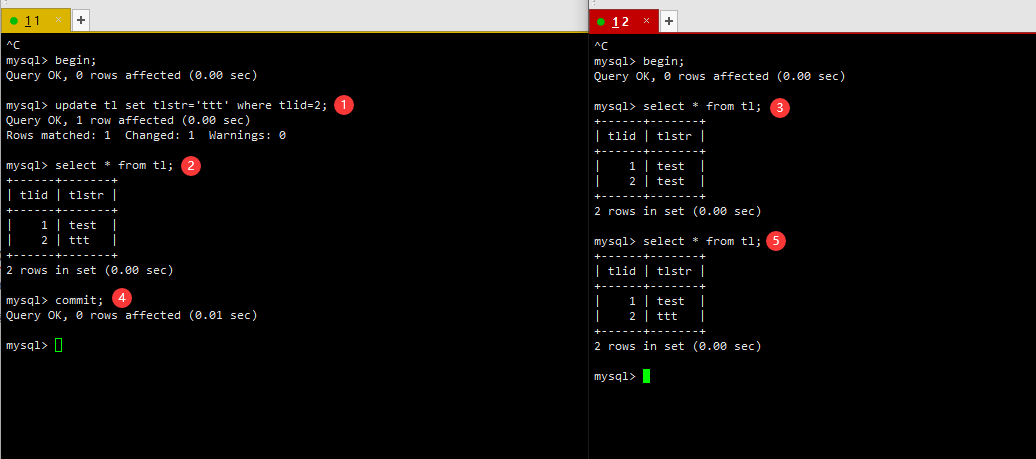 1 1 × +
^C
mysql> begin;
Query OK, 0 rows affected (0.00 sec)
mysql> update tl set tlstr='ttt' where tlid=2; 1
Query OK, 1 row affected (0.00 sec)
Rows matched: 1  Changed: 1  Warnings: 0
mysql> select * from tl; 2
+------+-------+
| tlid | tlstr |
+------+-------+
|    1 | test  |
|    2 | ttt   |
+------+-------+
2 rows in set (0.00 sec)
mysql> commit; 4
Query OK, 0 rows affected (0.01 sec)
mysql>
1 2 × +
^C
mysql> begin;
Query OK, 0 rows affected (0.00 sec)
mysql> select * from tl; 3
+------+-------+
| tlid | tlstr |
+------+-------+
|    1 | test  |
|    2 | test  |
+------+-------+
2 rows in set (0.00 sec)
mysql> select * from tl; 5
+------+-------+
| tlid | tlstr |
+------+-------+
|    1 | test  |
|    2 | ttt   |
+------+-------+
2 rows in set (0.00 sec)
mysql>